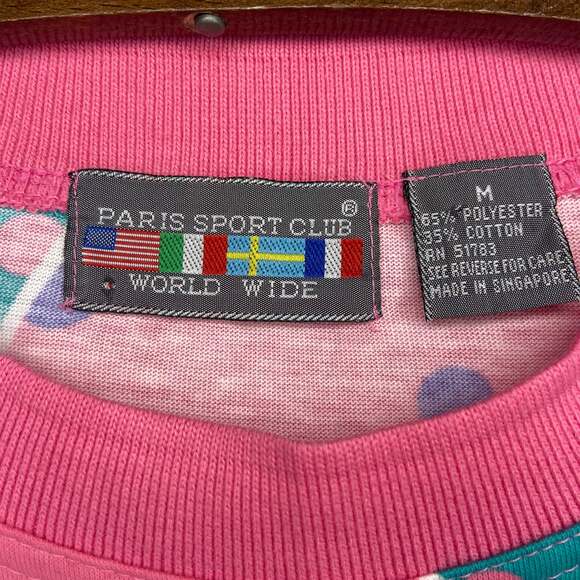 PARIS SPORT CLUB ®
WORLD WIDE
M
65% POLYESTER
35% COTTON
RN 51783
SEE REVERSE FOR CARE
MADE IN SINGAPORE